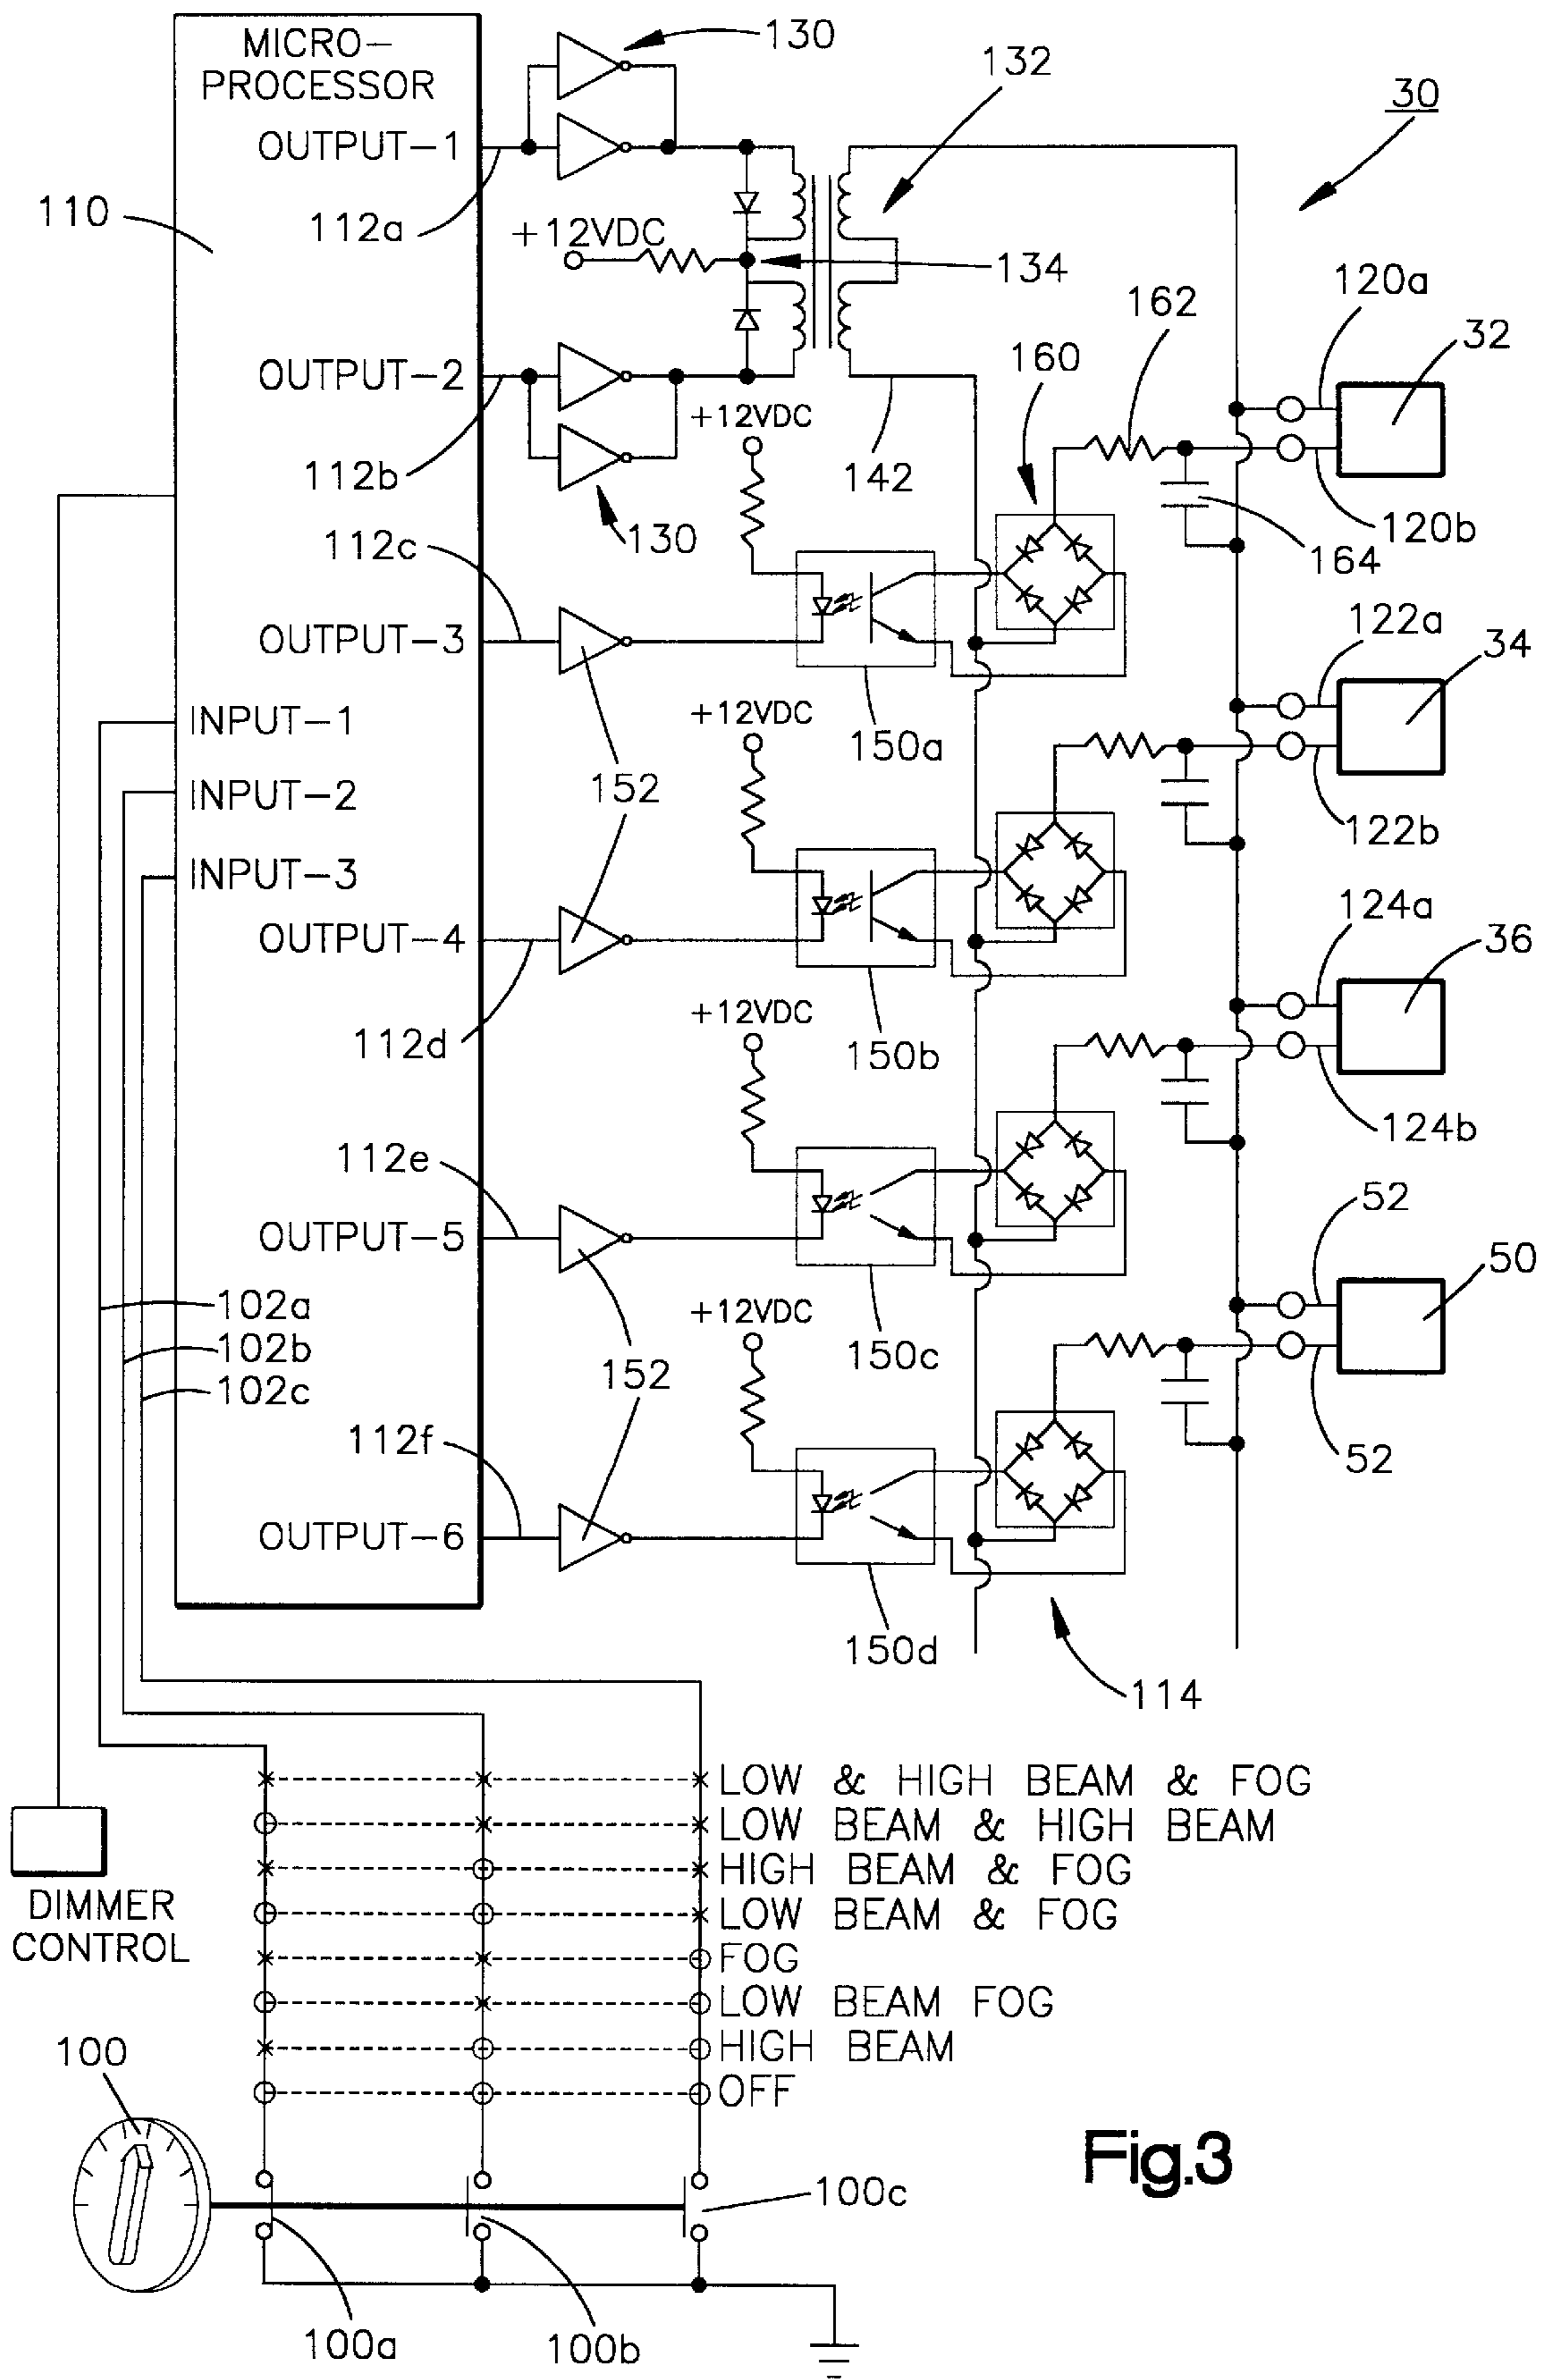 MICRO-
PROCESSOR
OUTPUT-1
112a
110
130
132
30
+12VDC
134
OUTPUT-2
112b
130
+12VDC
142
160
162
120a
32
120b
164
112c
OUTPUT-3
150a
122a
34
122b
INPUT-1
INPUT-2
INPUT-3
152
+12VDC
OUTPUT-4
112d
150b
124a
36
124b
+12VDC
112e
OUTPUT-5
150c
52
50
52
102a
102b
102c
152
+12VDC
112f
OUTPUT-6
150d
114
LOW & HIGH BEAM & FOG
LOW BEAM & HIGH BEAM
HIGH BEAM & FOG
LOW BEAM & FOG
FOG
LOW BEAM FOG
HIGH BEAM
OFF
DIMMER
CONTROL
100
100a
100b
100c
Fig.3